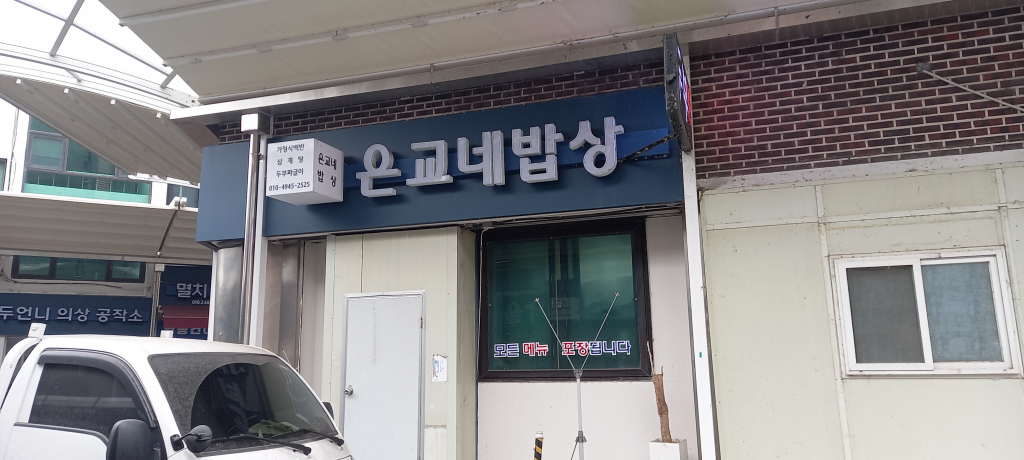 가정식백반
삼계탕
두부짜글이
010-4945-2525
은교네
밥상
은교네밥상
모든 메뉴 포장됩니다
두언니 의상 공작소
멸치